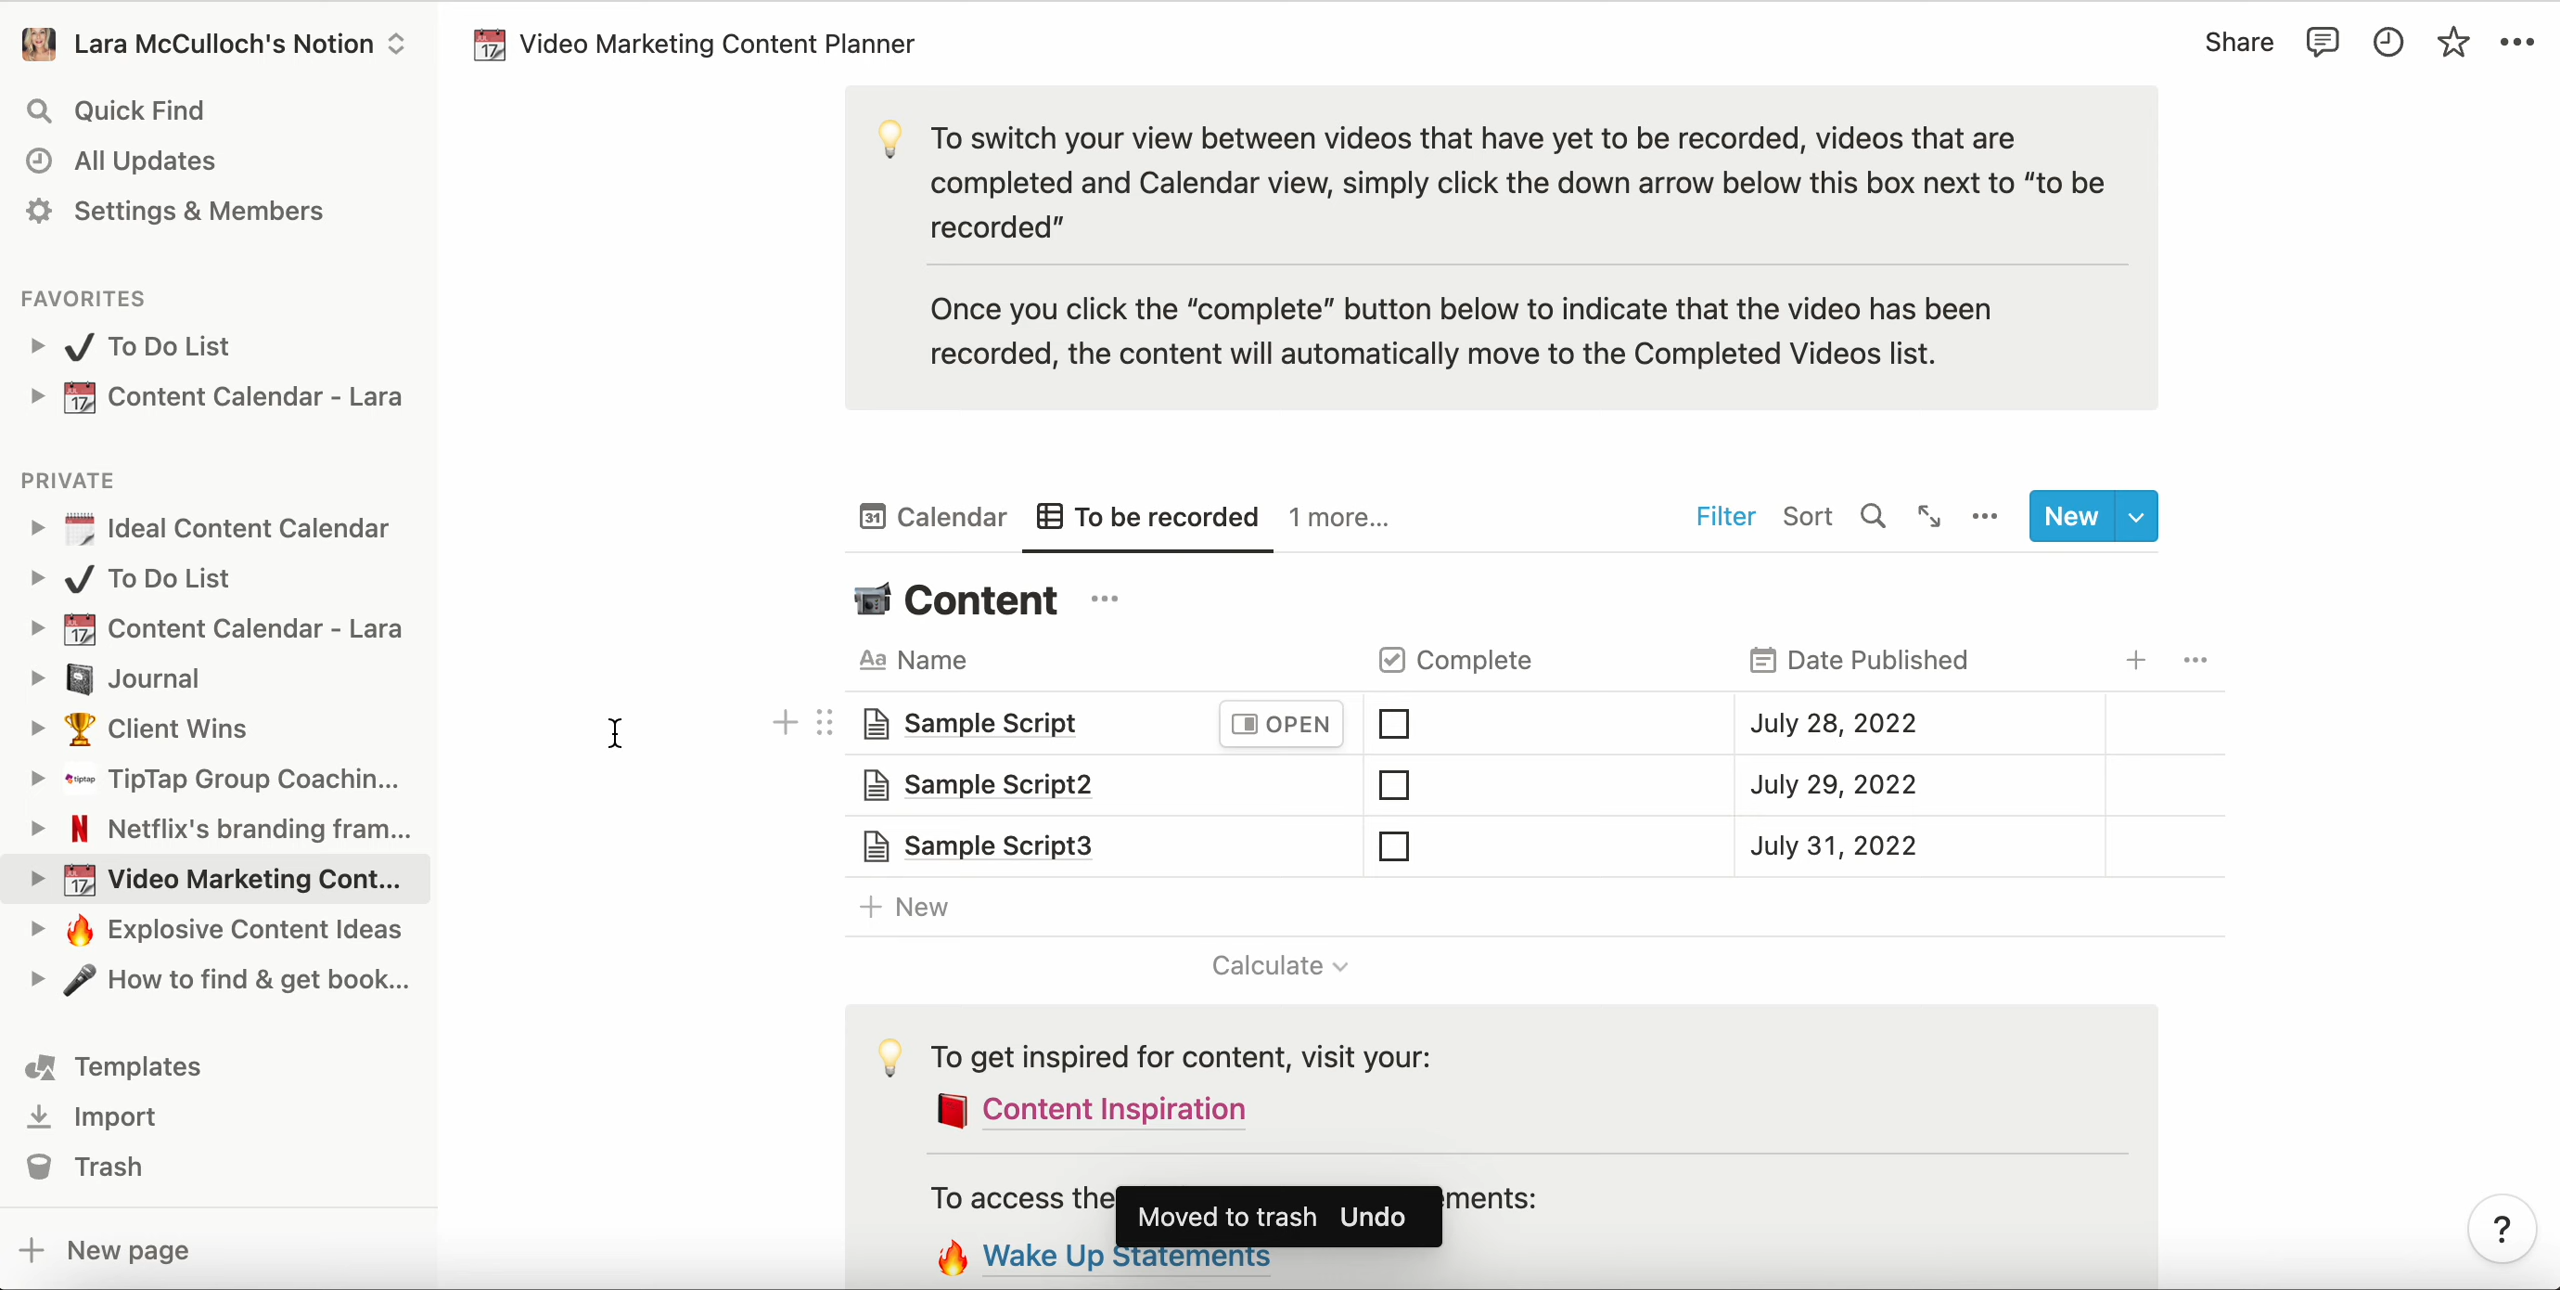 Lara McCulloch's Notion
Video Marketing Content Planner
Share
Quick Find
All Updates
Settings & Members
FAVORITES
To Do List
Content Calendar - Lara
PRIVATE
Ideal Content Calendar
To Do List
Content Calendar - Lara
Journal
Client Wins
TipTap Group Coachin...
Netflix's branding fram...
Video Marketing Cont...
Explosive Content Ideas
How to find & get book...
Templates
Import
Trash
New page
To switch your view between videos that have yet to be recorded, videos that are
completed and Calendar view, simply click the down arrow below this box next to “to be
recorded”
Once you click the “complete” button below to indicate that the video has been
recorded, the content will automatically move to the Completed Videos list.
Calendar To be recorded 1 more... Filter Sort New
Content
Aa Name Complete Date Published
Sample Script OPEN July 28, 2022
Sample Script2 July 29, 2022
Sample Script3 July 31, 2022
New
Calculate
To get inspired for content, visit your:
Content Inspiration
To access the ments:
Moved to trash Undo
Wake Up Statements
?